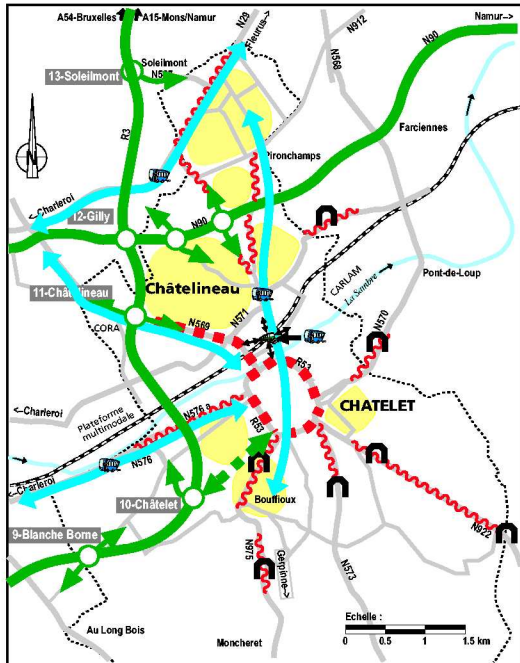 A54-Bruxelles
A15-Mons/Namur
N29
Fleurus-->
N912
Namur-->
N568
N90
13-Soleilmont
Soleilmont
R3
Farciennes
N
Pironchamps
<-Charleroi
12-Gilly
N90
CARLAM
La Sambre
Pont-de-Loup
Châtelineau
11-Châtelineau
N571
N569
CORA
N570
R53
<-Charleroi
CHATELET
Plateforme
multimodale
N576 a
R53
N576
<-Charleroi
10-Châtelet
Bouffioux
9-Blanche Borne
N922
N975
Gerpinne->
N573
Au Long Bois
Moncheret
Echelle :
0 0.5 1 1.5 km